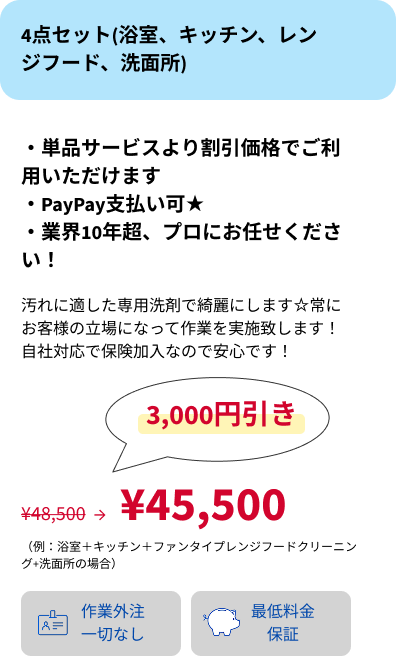 4点セット(浴室、キッチン、レン
ジフード、洗面所)
・単品サービスより割引価格でご利
用いただけます
・PayPay支払い可★
・業界10年超、プロにお任せくださ
い！
汚れに適した専用洗剤で綺麗にします☆常に
お客様の立場になって作業を実施致します！
自社対応で保険加入なので安心です！
3,000円引き
¥48,500 → ¥45,500
（例：浴室＋キッチン＋ファンタイプレンジフードクリーニン
グ+洗面所の場合）
作業外注
一切なし
最低料金
保証